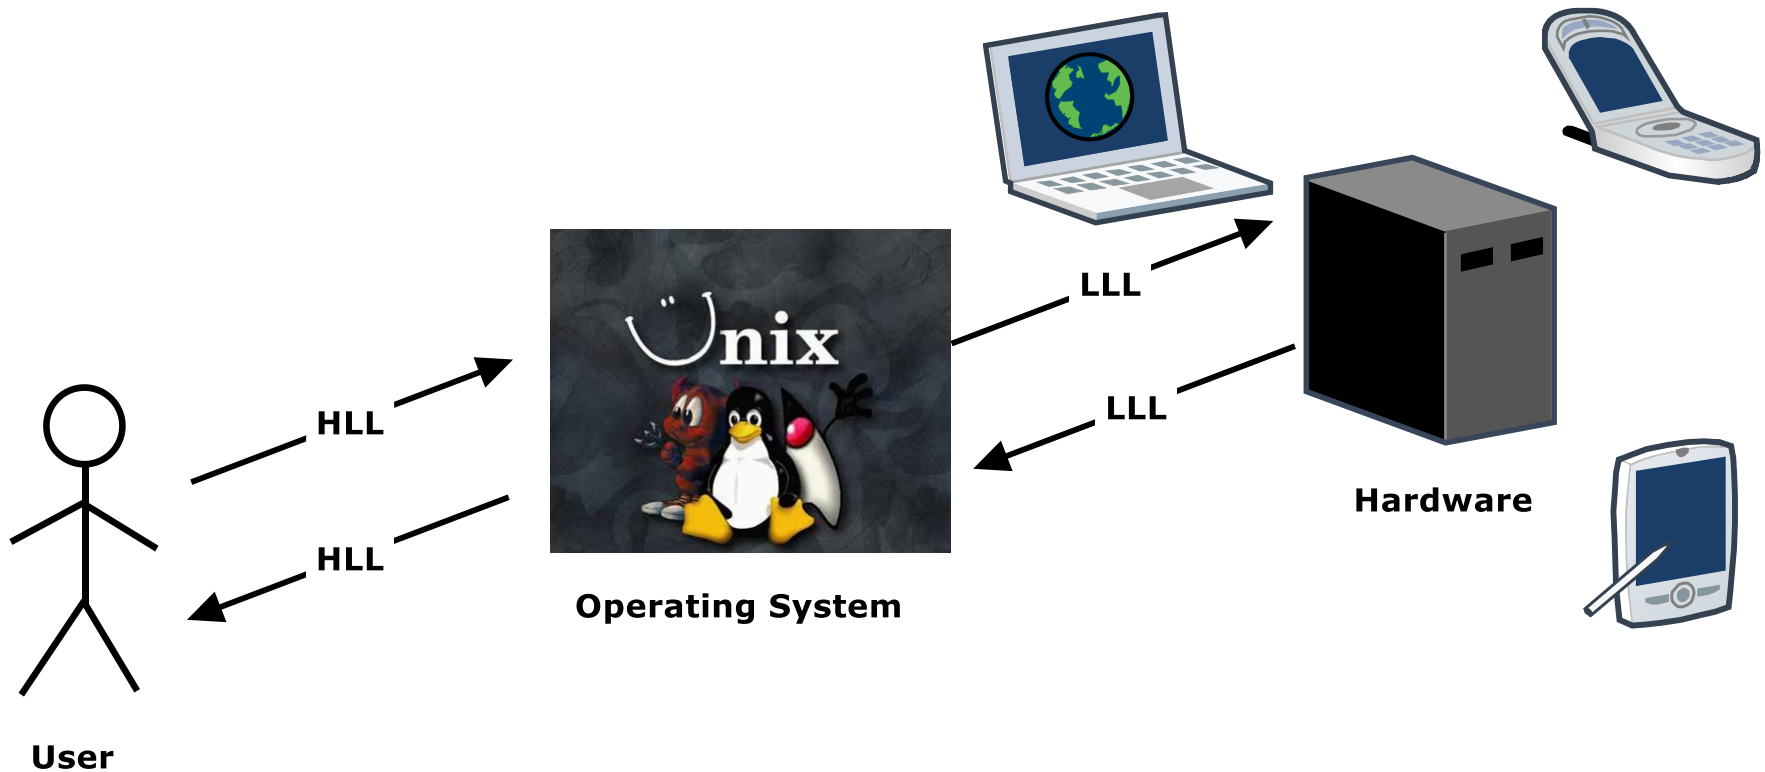 LLL
Unix
LLL
HLL
Hardware
HLL
Operating System
User